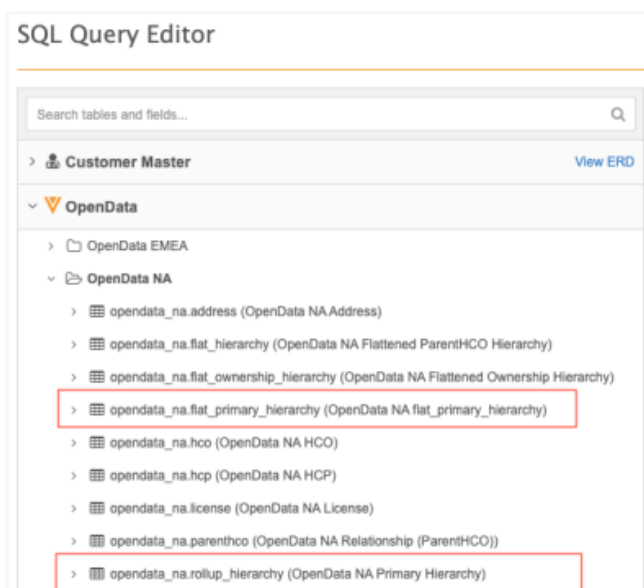 SQL Query Editor
Search tables and fields...
Customer Master View ERD
OpenData
OpenData EMEA
OpenData NA
opendata_na.address (OpenData NA Address)
opendata_na.flat_hierarchy (OpenData NA Flattened ParentHCO Hierarchy)
opendata_na.flat_ownership_hierarchy (OpenData NA Flattened Ownership Hierarchy)
opendata_na.flat_primary_hierarchy (OpenData NA flat_primary_hierarchy)
opendata_na.hco (OpenData NA HCO)
opendata_na.hcp (OpenData NA HCP)
opendata_na.license (OpenData NA License)
opendata_na.parenthco (OpenData NA Relationship (ParentHCO))
opendata_na.rollup_hierarchy (OpenData NA Primary Hierarchy)